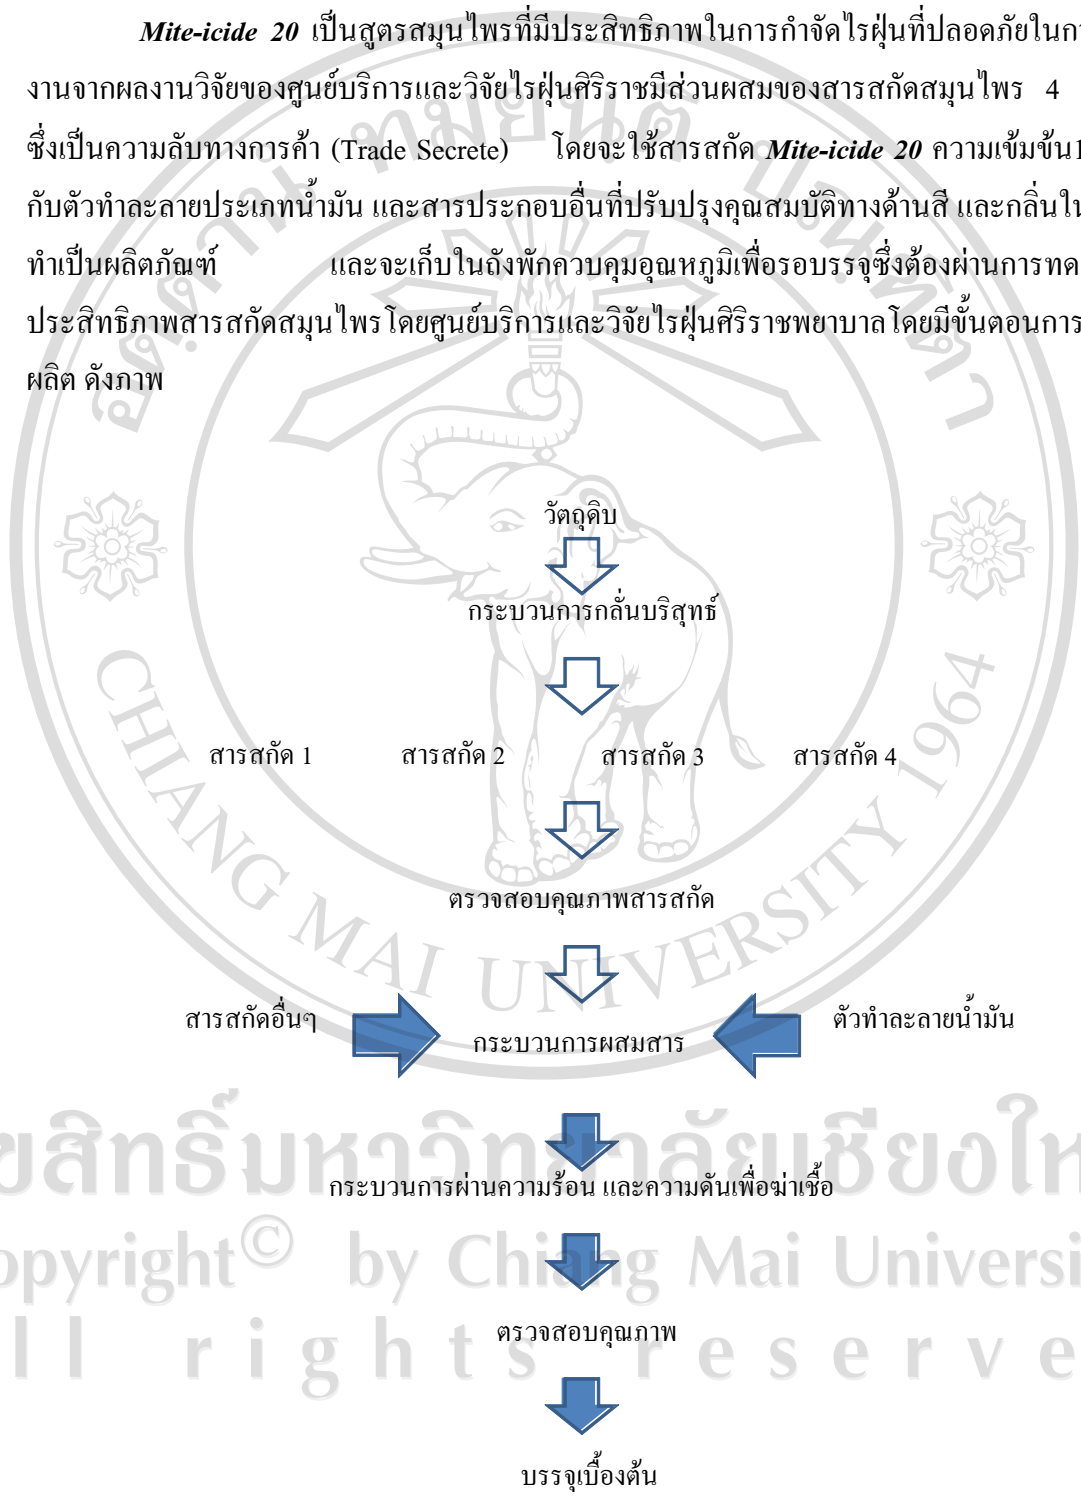 Mite-icide 20 เป็นสูตรสมุนไพรที่มีประสิทธิภาพในการกำจัดไรฝุ่นที่ปลอดภัยในกา
งานจากผลงานวิจัยของศูนย์บริการและวิจัยไรฝุ่นศิริราชมีส่วนผสมของสารสกัดสมุนไพร 4
ซึ่งเป็นความลับทางการค้า (Trade Secrete) โดยจะใช้สารสกัด Mite-icide 20 ความเข้มข้น1
กับตัวทำละลายประเภทน้ำมัน และสารประกอบอื่นที่ปรับปรุงคุณสมบัติทางด้านสี และกลิ่นใน
ทำเป็นผลิตภัณฑ์ และจะเก็บในถังพักควบคุมอุณหภูมิเพื่อรอบรรจุซึ่งต้องผ่านการทด
ประสิทธิภาพสารสกัดสมุนไพรโดยศูนย์บริการและวิจัยไรฝุ่นศิริราชพยาบาลโดยมีขั้นตอนการ
ผลิต ดังภาพ
อตฺตานํ ทมยนฺติ ปณฺฑิตา
วัตถุดิบ
กระบวนการกลั่นบริสุทธ์
สารสกัด 1 สารสกัด 2 สารสกัด 3 สารสกัด 4
ตรวจสอบคุณภาพสารสกัด
CHIANG MAI UNIVERSITY 1964
สารสกัดอื่นๆ กระบวนการผสมสาร ตัวทำละลายน้ำมัน
ขสิทธิ์มหาวิทยาลัยเชียงให
กระบวนการผ่านความร้อน และความดันเพื่อฆ่าเชื้อ
opyright© by Chiang Mai Universi
ll rights reserve
ตรวจสอบคุณภาพ
บรรจุเบื้องต้น